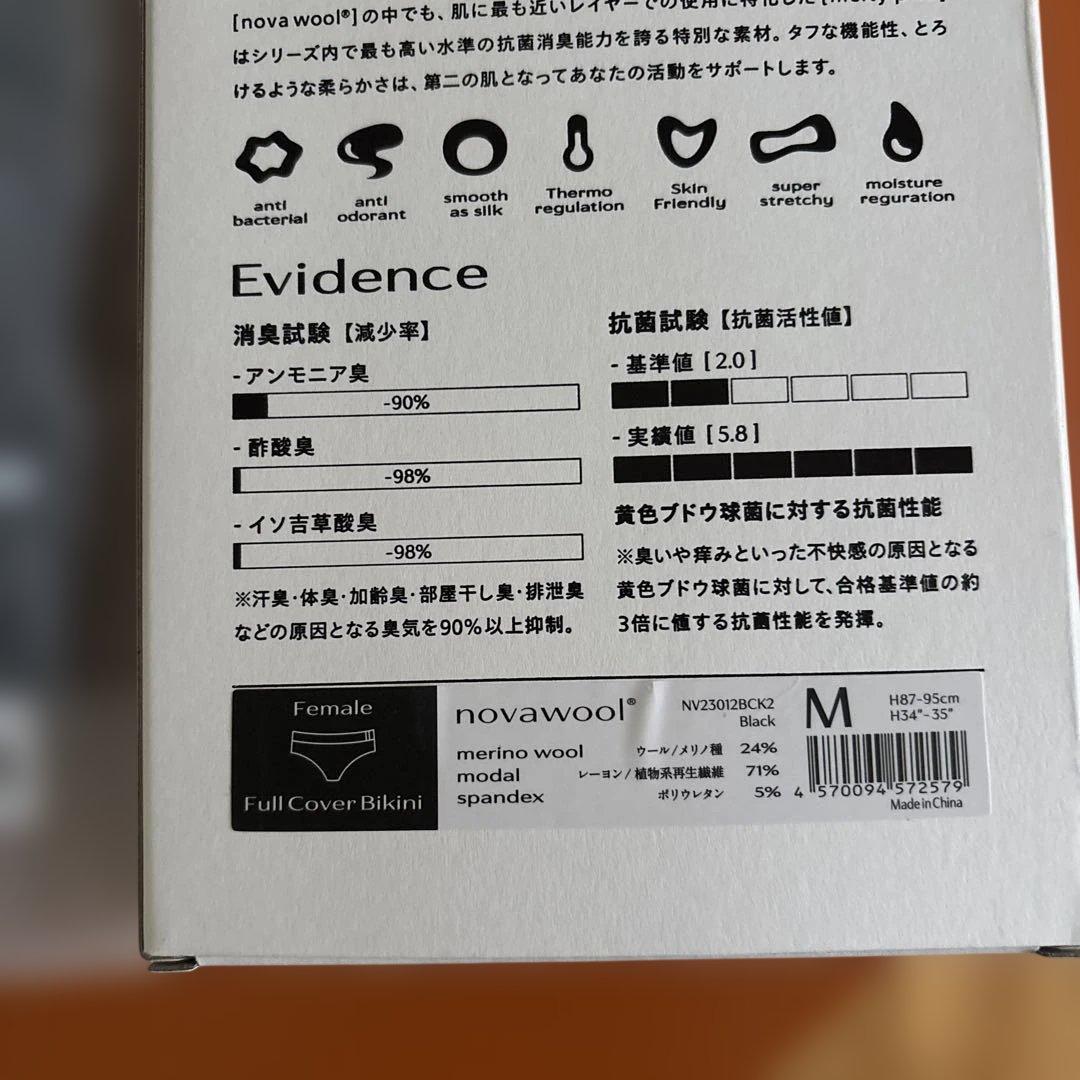 [nova wool®]の中でも、肌に最も近いレイヤーでの使用に特化した
はシリーズ内で最も高い水準の抗菌消臭能力を誇る特別な素材。タフな機能性、とろ
けるような柔らかさは、第二の肌となってあなたの活動をサポートします。
anti bacterial
anti odorant
smooth as silk
Thermo regulation
Skin Friendly
super stretchy
moisture reguration
Evidence
消臭試験【減少率】
- アンモニア臭
-90%
- 酢酸臭
-98%
- イソ吉草酸臭
-98%
※汗臭・体臭・加齢臭・部屋干し臭・排泄臭
などの原因となる臭気を90%以上抑制。
抗菌試験【抗菌活性値】
- 基準値 [2.0]
- 実績値 [5.8]
黄色ブドウ球菌に対する抗菌性能
※臭いや痒みといった不快感の原因となる
黄色ブドウ球菌に対して、合格基準値の約
3倍に値する抗菌性能を発揮。
Female
Full Cover Bikini
novawool®
NV23012BCK2
Black
merino wool ウール/メリノ種 24%
modal レーヨン/植物系再生繊維 71%
spandex ポリウレタン 5%
M
H87-95cm
H34"-35"
4 570094 572579
Made in China